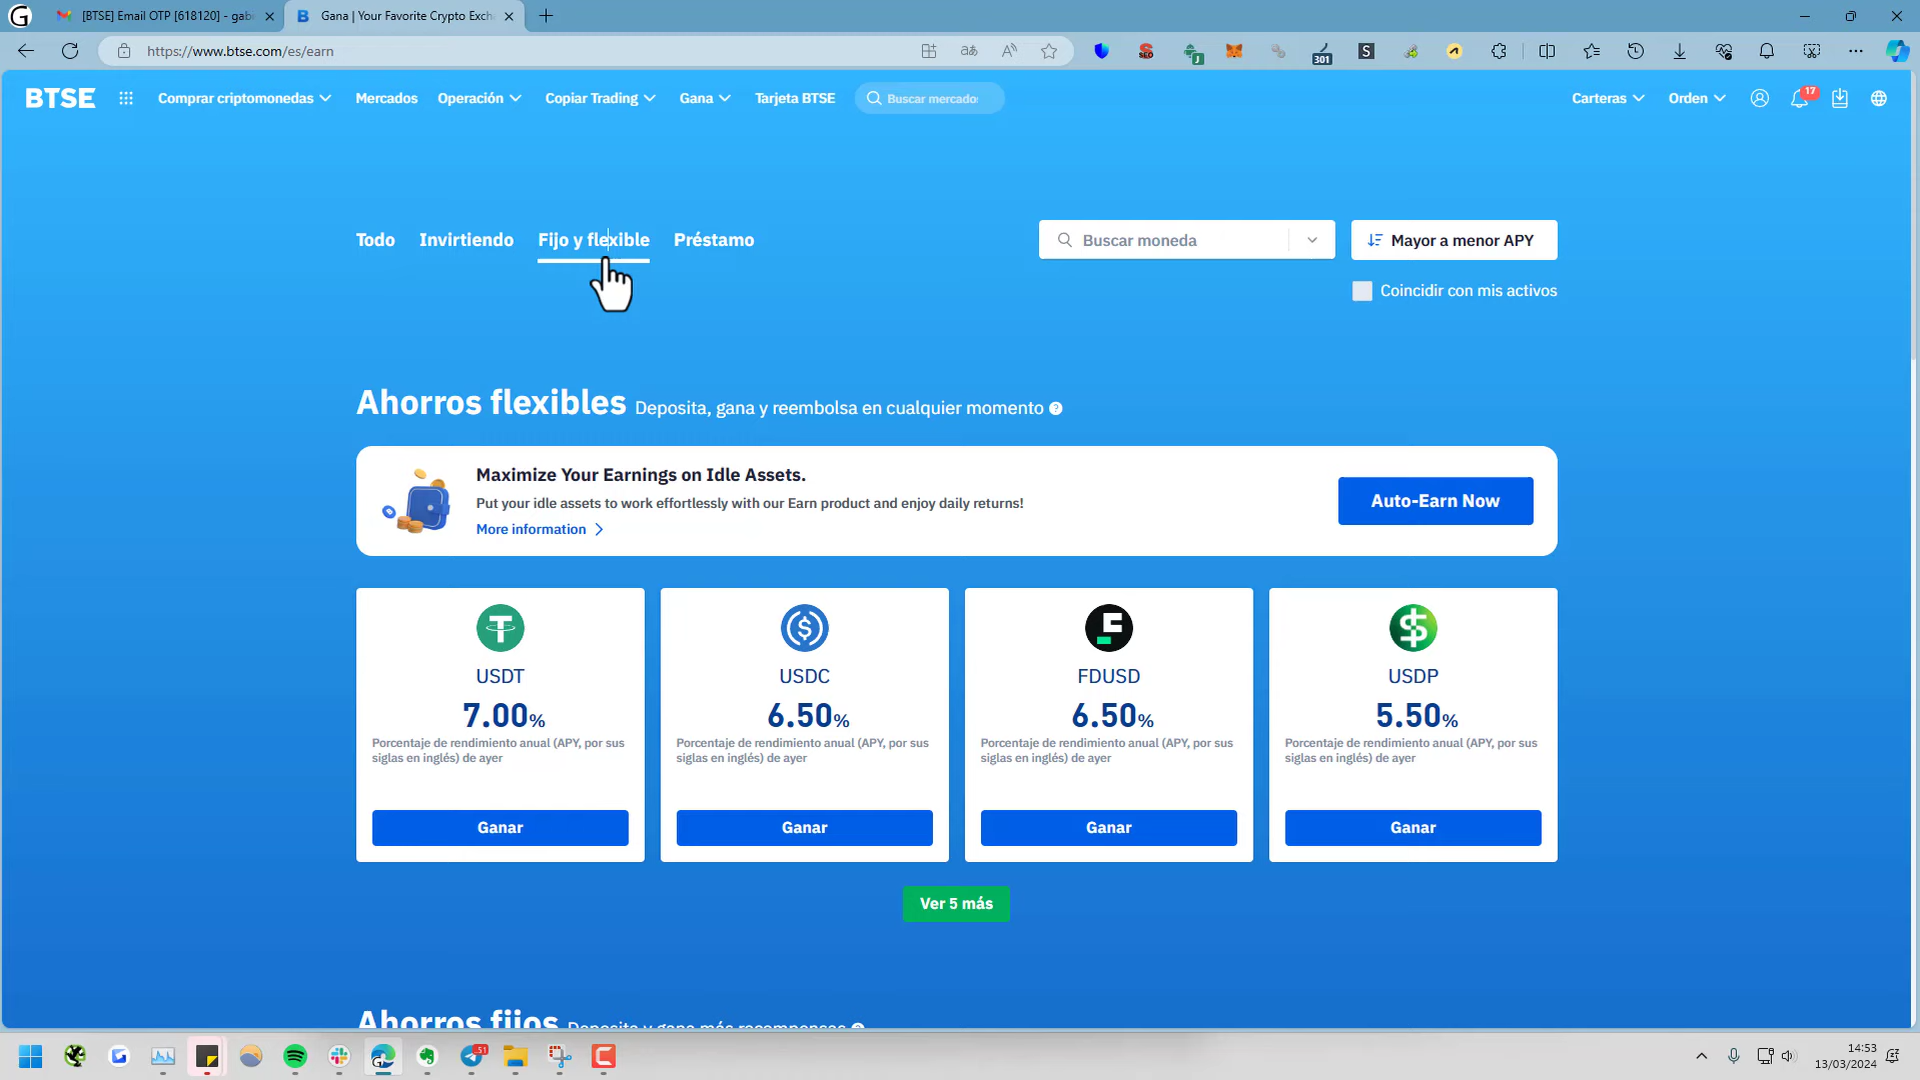 [BTSE] Email OTP [618120] - gab
Gana | Your Favorite Crypto Exch
https://www.btse.com/es/earn
301
BTSE
Comprar criptomonedas
Mercados
Operación
Copiar Trading
Gana
Tarjeta BTSE
Buscar mercado
Carteras
Orden
17
Todo
Invirtiendo
Fijo y flexible
Préstamo
Buscar moneda
Mayor a menor APY
Coincidir con mis activos
Ahorros flexibles Deposita, gana y reembolsa en cualquier momento
Maximize Your Earnings on Idle Assets.
Put your idle assets to work effortlessly with our Earn product and enjoy daily returns!
More information
Auto-Earn Now
USDT
7.00%
Porcentaje de rendimiento anual (APY, por sus
siglas en inglés) de ayer
Ganar
USDC
6.50%
Porcentaje de rendimiento anual (APY, por sus
siglas en inglés) de ayer
Ganar
FDUSD
6.50%
Porcentaje de rendimiento anual (APY, por sus
siglas en inglés) de ayer
Ganar
USDP
5.50%
Porcentaje de rendimiento anual (APY, por sus
siglas en inglés) de ayer
Ganar
Ver 5 más
Ahorros fijos Deposita y gana más recompensas
51
14:53
13/03/2024